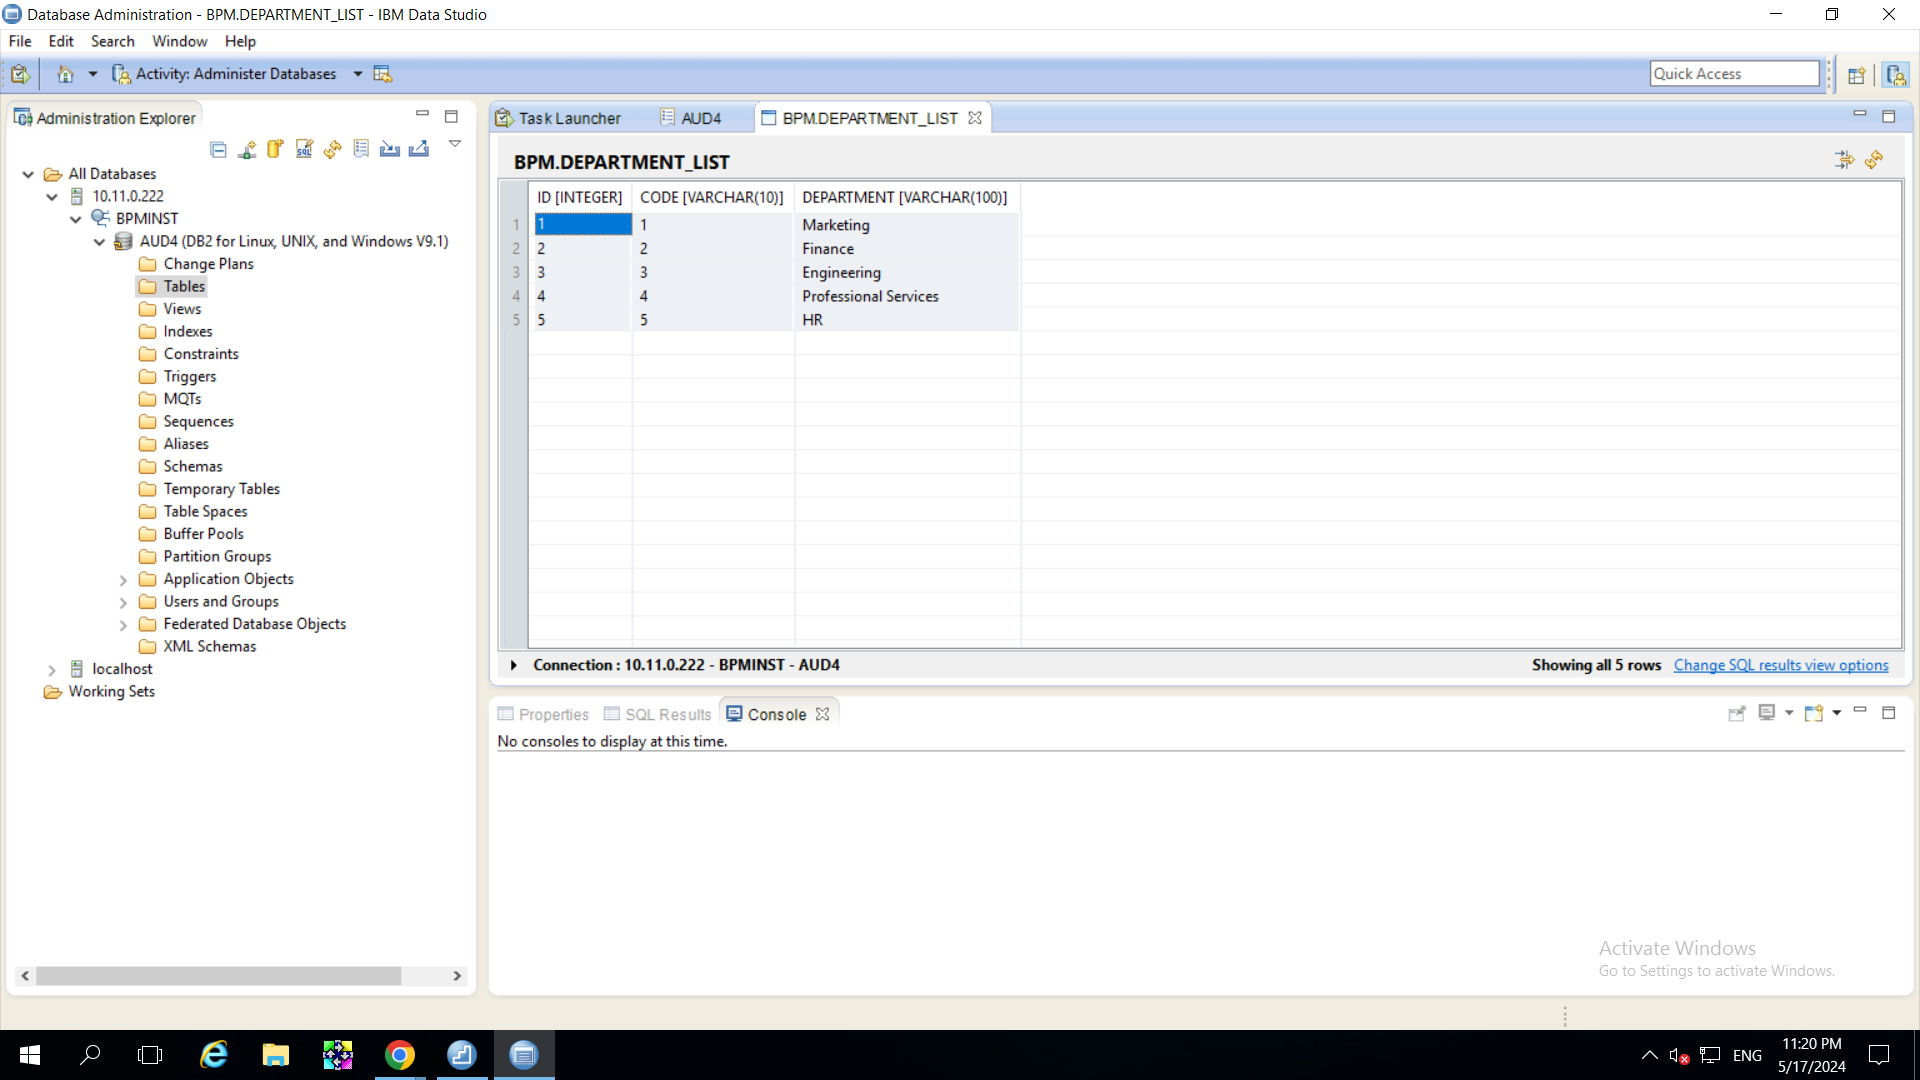 Database Administration - BPM.DEPARTMENT_LIST - IBM Data Studio
File Edit Search Window Help
Activity: Administer Databases
Quick Access
Administration Explorer
All Databases
10.11.0.222
BPMINST
AUD4 (DB2 for Linux, UNIX, and Windows V9.1)
Change Plans
Tables
Views
Indexes
Constraints
Triggers
MQTs
Sequences
Aliases
Schemas
Temporary Tables
Table Spaces
Buffer Pools
Partition Groups
Application Objects
Users and Groups
Federated Database Objects
XML Schemas
localhost
Working Sets
Task Launcher AUD4 BPM.DEPARTMENT_LIST
BPM.DEPARTMENT_LIST
ID [INTEGER] CODE [VARCHAR(10)] DEPARTMENT [VARCHAR(100)]
1 1 1 Marketing
2 2 2 Finance
3 3 3 Engineering
4 4 4 Professional Services
5 5 5 HR
Connection : 10.11.0.222 - BPMINST - AUD4 Showing all 5 rows Change SQL results view options
Properties SQL Results Console
No consoles to display at this time.
Activate Windows
Go to Settings to activate Windows.
ENG
11:20 PM
5/17/2024